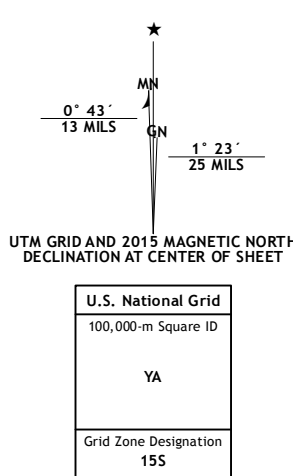 MN
0° 43´
13 MILS
GN
1° 23´
25 MILS
UTM GRID AND 2015 MAGNETIC NORTH
DECLINATION AT CENTER OF SHEET
U.S. National Grid
100,000-m Square ID
YA
Grid Zone Designation
15S